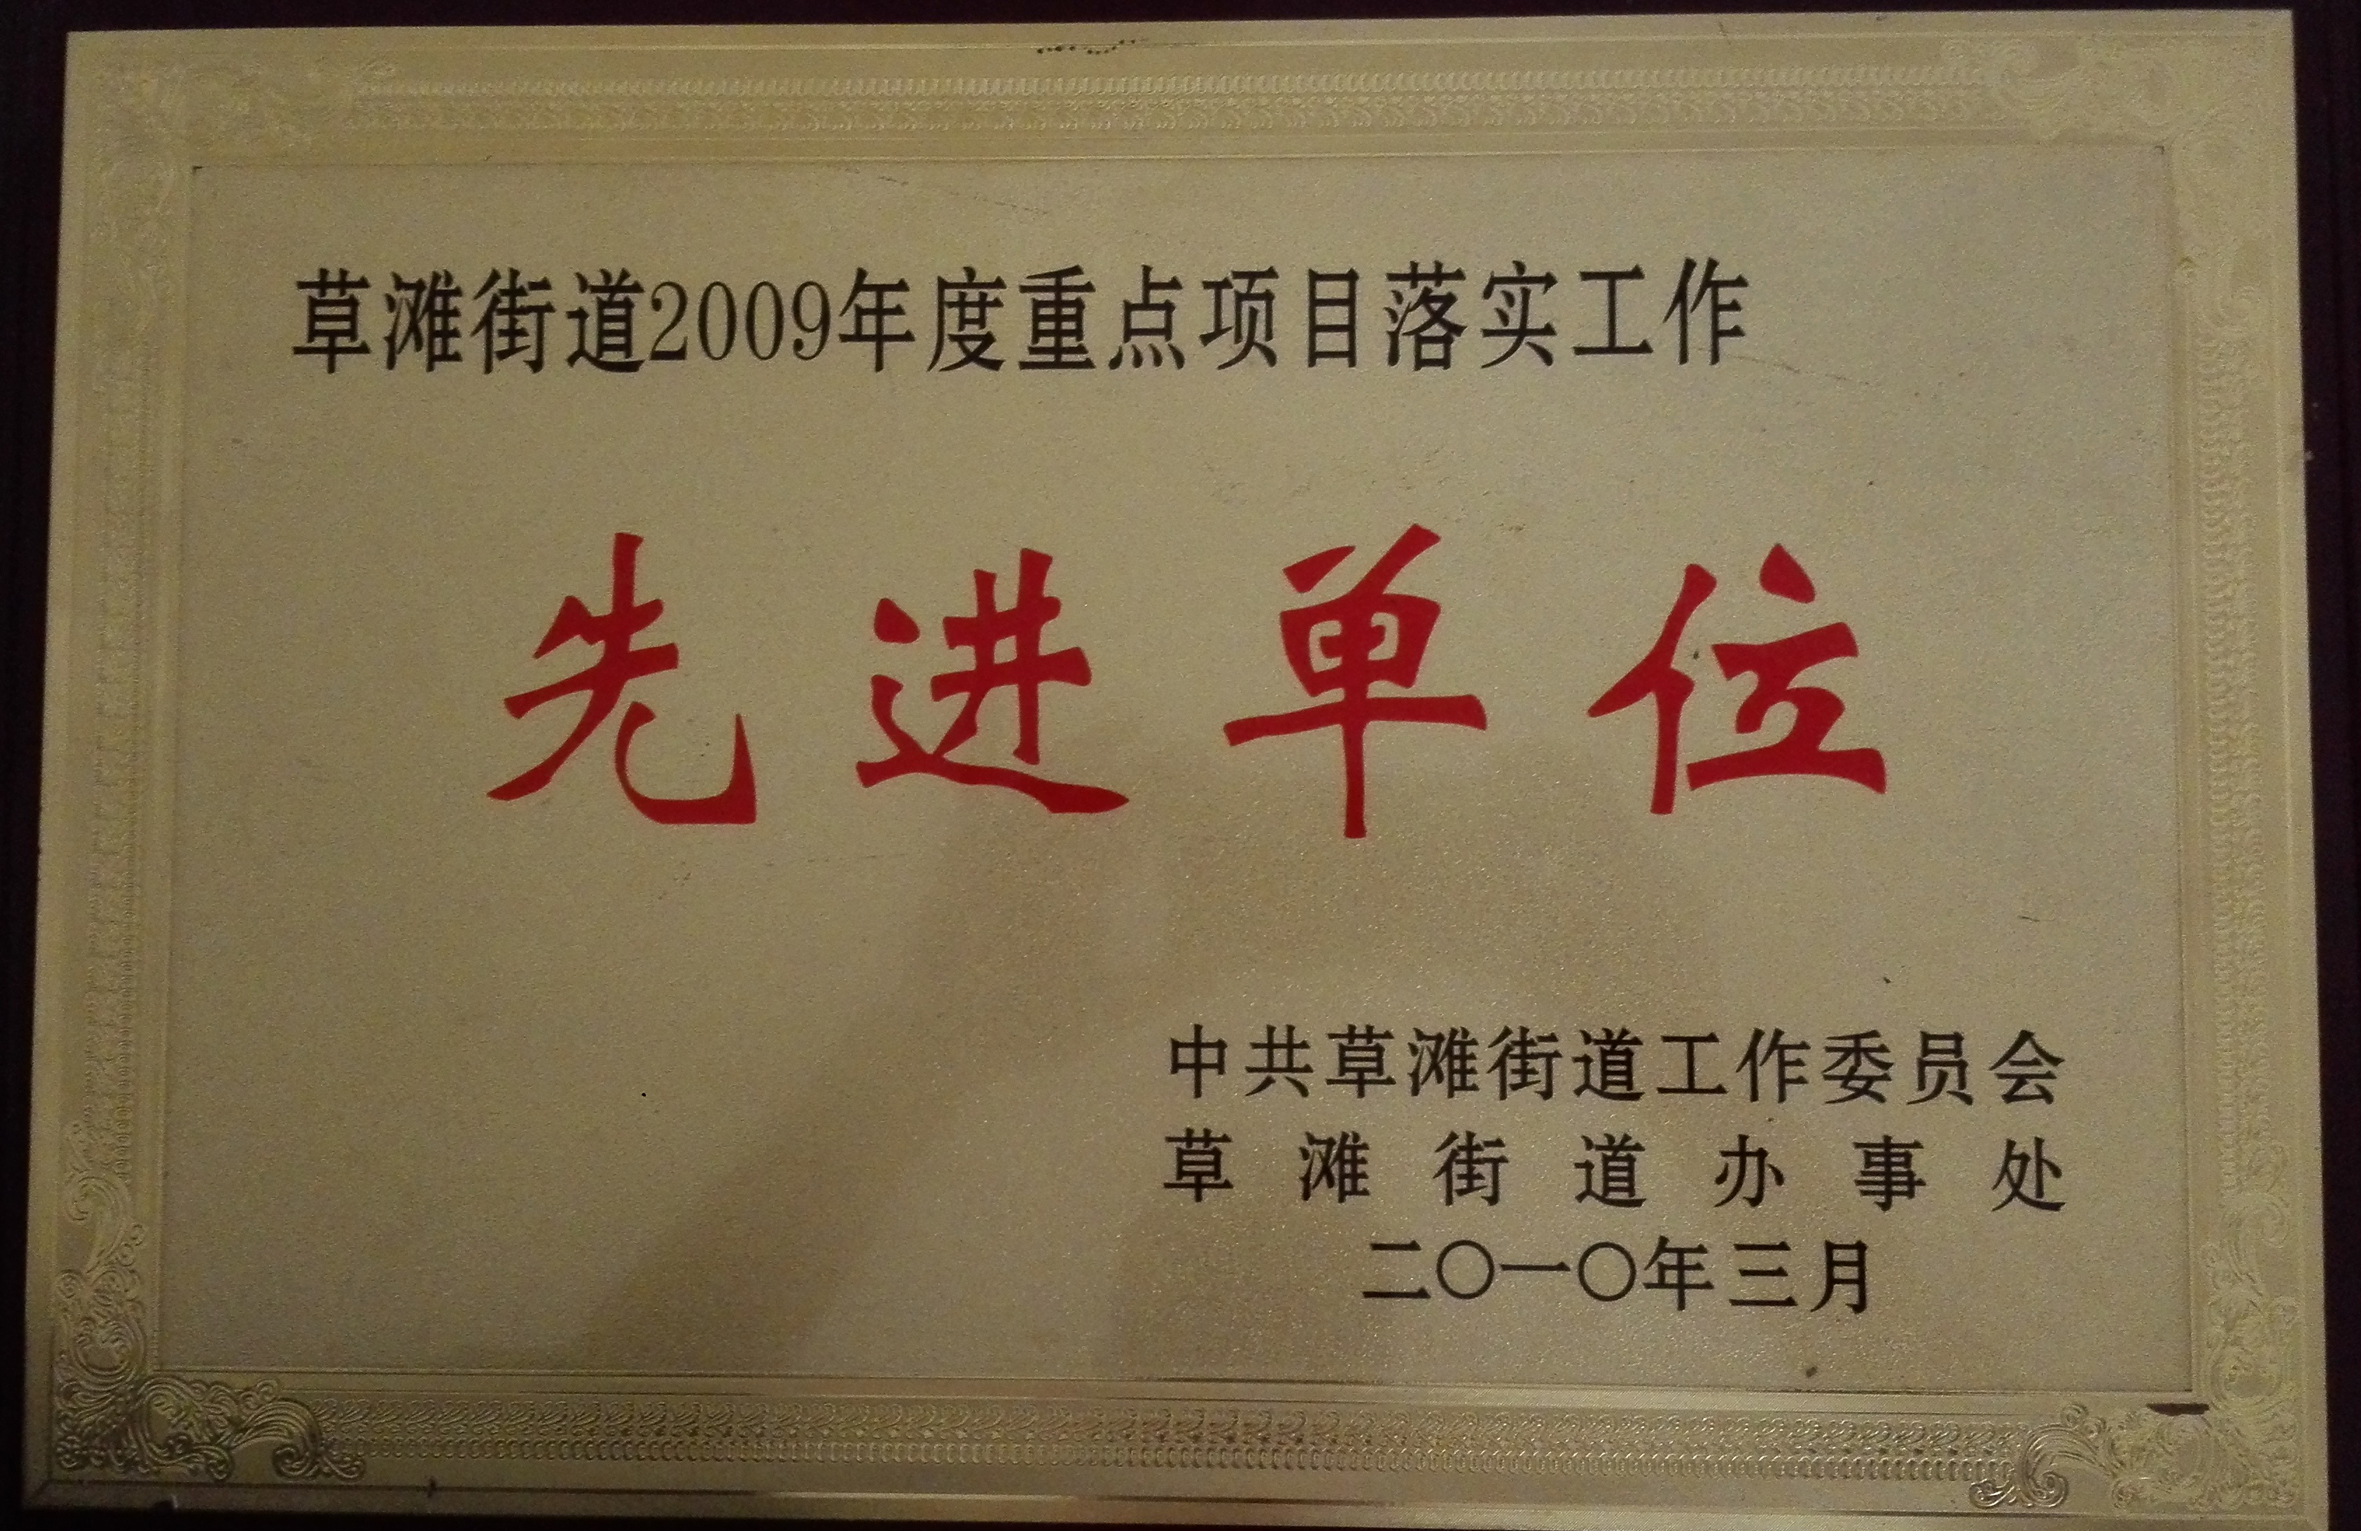 草滩街道2009年度重点项目落实工作
先进单位
中共草滩街道工作委员会
草滩街道办事处
二〇一〇年三月